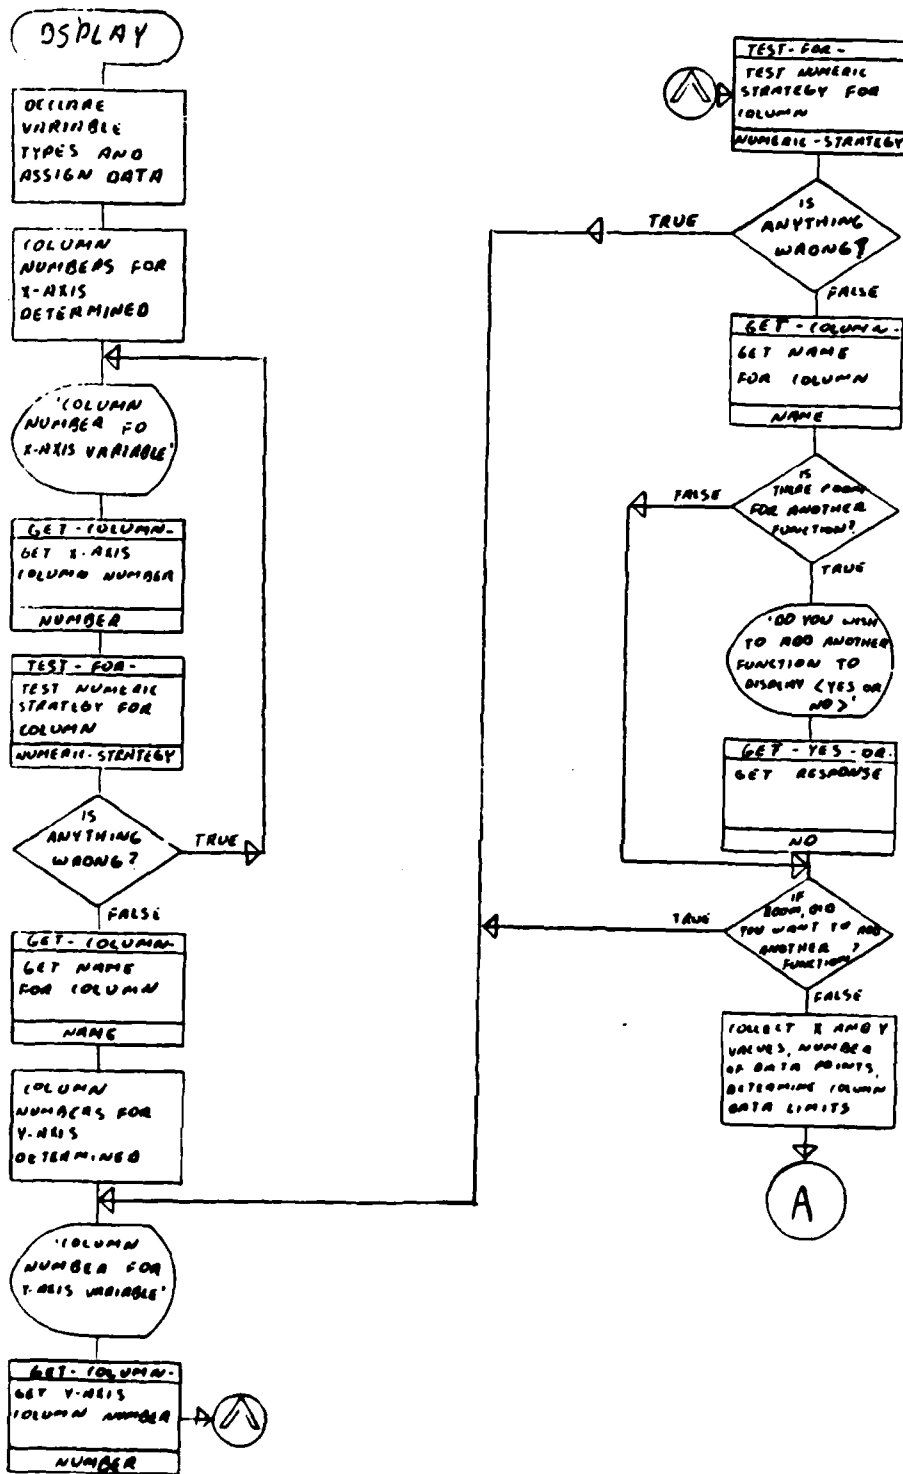 DSPLAY
DECLARE
VARIABLE
TYPES AND
ASSIGN DATA
COLUMN
NUMBERS FOR
X-AXIS
DETERMINED
'COLUMN
NUMBER FO
X-AXIS VARIABLE'
GET-COLUMN-
GET X-AXIS
COLUMN NUMBER
NUMBER
TEST-FOR-
TEST NUMERIC
STRATEGY FOR
COLUMN
NUMERIC-STRATEGY
IS
ANYTHING
WRONG?
TRUE
FALSE
GET-COLUMN-
GET NAME
FOR COLUMN
NAME
COLUMN
NUMBERS FOR
Y-AXIS
DETERMINED
'COLUMN
NUMBER FOR
Y-AXIS VARIABLE'
GET-COLUMN-
GET Y-AXIS
COLUMN NUMBER
NUMBER
TEST-FOR-
TEST NUMERIC
STRATEGY FOR
COLUMN
NUMERIC-STRATEGY
IS
ANYTHING
WRONG?
TRUE
FALSE
GET-COLUMN-
GET NAME
FOR COLUMN
NAME
IS
THERE ROOM
FOR ANOTHER
FUNCTION?
FALSE
TRUE
'DO YOU WISH
TO ADD ANOTHER
FUNCTION TO
DISPLAY <YES OR
NO>'
GET-YES-OR-
GET RESPONSE
NO
IF
ROOM, DID
YOU WANT TO ADD
ANOTHER
FUNCTION?
TRUE
FALSE
COLLECT X AND Y
VALUES, NUMBER
OF DATA POINTS,
DETERMINE COLUMN
DATA LIMITS
A